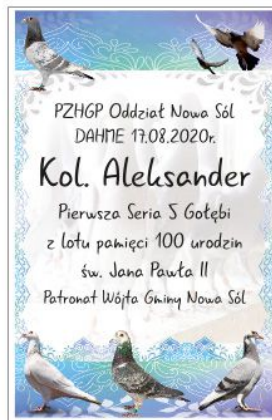 PZHGP Oddział Nowa Sól
DAHME 17.08.2020r.
Kol. Aleksander
Pierwsza Seria 5 Gołębi
z lotu pamięci 100 urodzin
św. Jana Pawła II
Patronat Wójta Gminy Nowa Sól